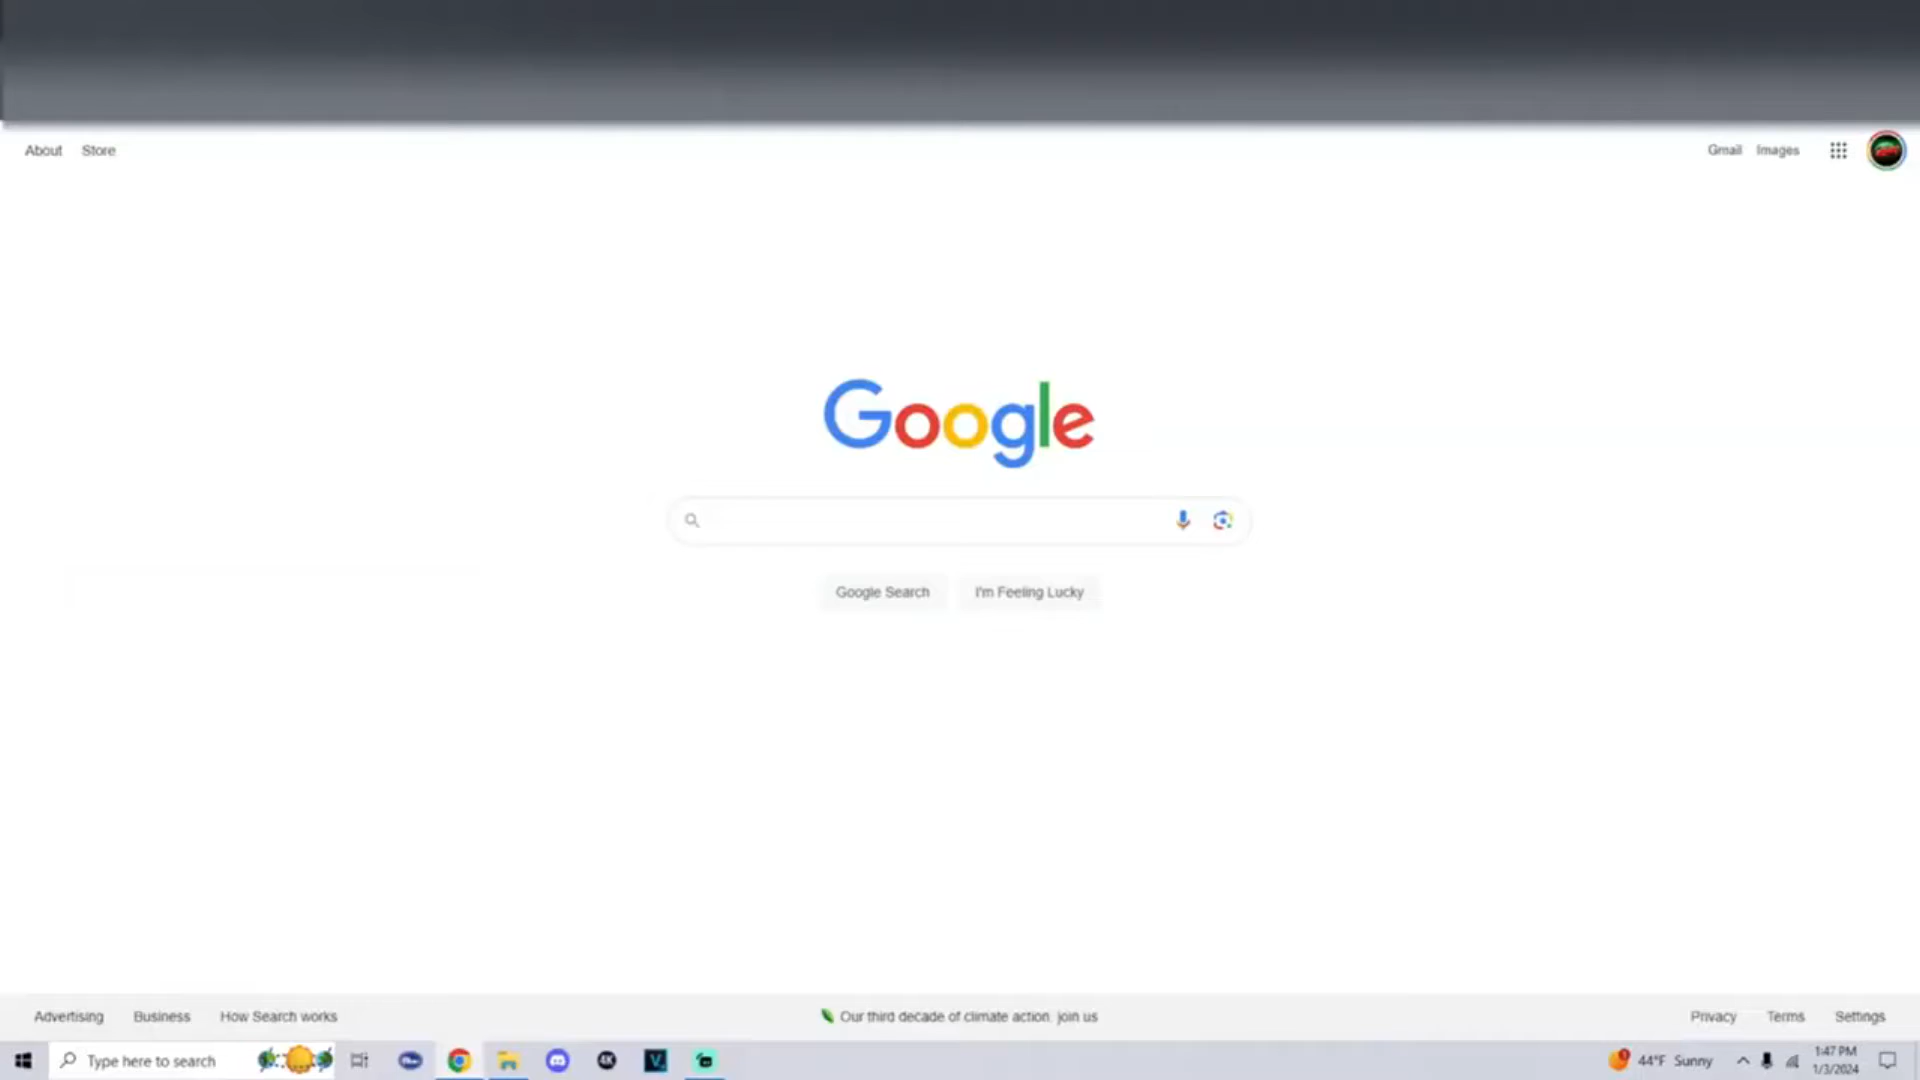 About Store
Gmail Images
Google
Google Search I'm Feeling Lucky
Advertising Business How Search works
Our third decade of climate action: join us
Privacy Terms Settings
Type here to search
4K
V
44°F Sunny
1:47 PM
1/3/2024